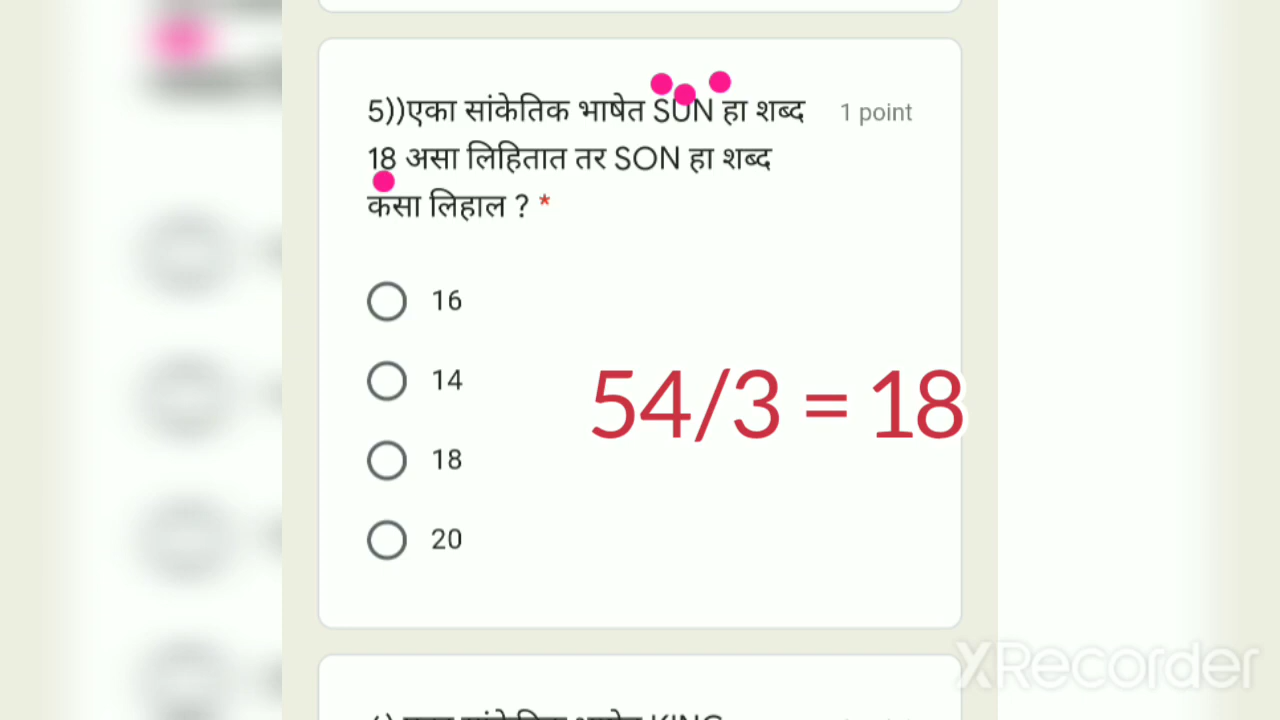 5))एका सांकेतिक भाषेत SUN हा शब्द 1 point
18 असा लिहितात तर SON हा शब्द
कसा लिहाल ? *
16
14
54/3 = 18
18
20
XRecorder